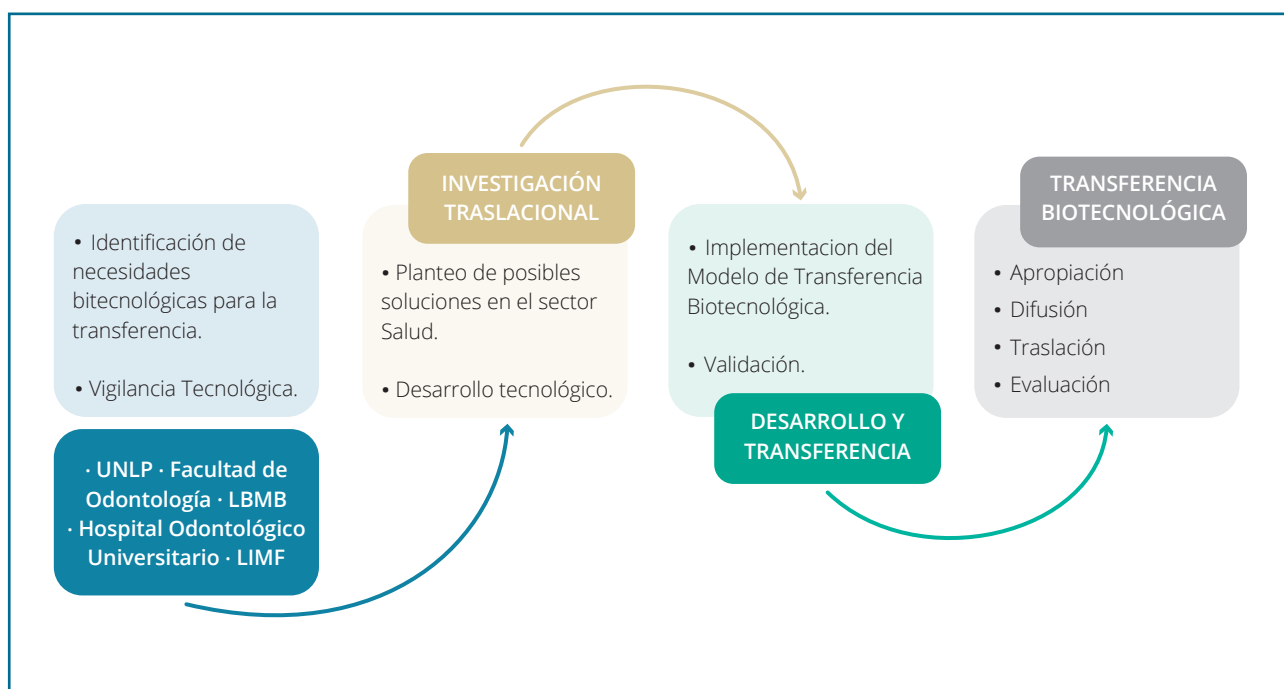 • Identificación de
necesidades
bitecnológicas para la
transferencia.
• Vigilancia Tecnológica.
· UNLP · Facultad de
Odontología · LBMB
· Hospital Odontológico
Universitario · LIMF
INVESTIGACIÓN
TRASLACIONAL
• Planteo de posibles
soluciones en el sector
Salud.
• Desarrollo tecnológico.
• Implementacion del
Modelo de Transferencia
Biotecnológica.
• Validación.
DESARROLLO Y
TRANSFERENCIA
TRANSFERENCIA
BIOTECNOLÓGICA
• Apropiación
• Difusión
• Traslación
• Evaluación